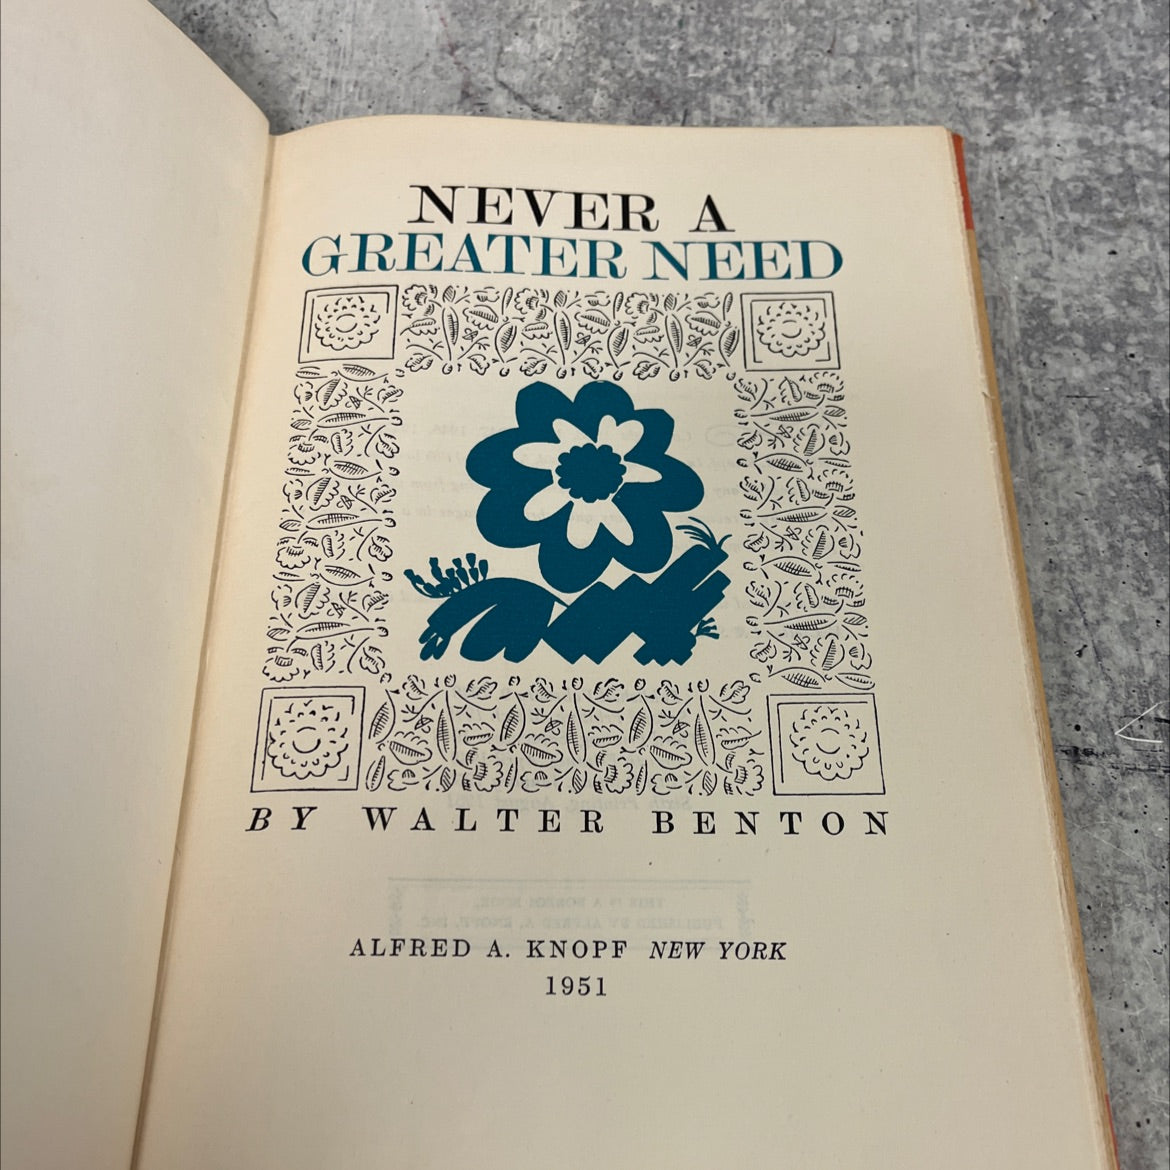 NEVER A
GREATER NEED
BY WALTER BENTON
ALFRED A. KNOPF NEW YORK
1951